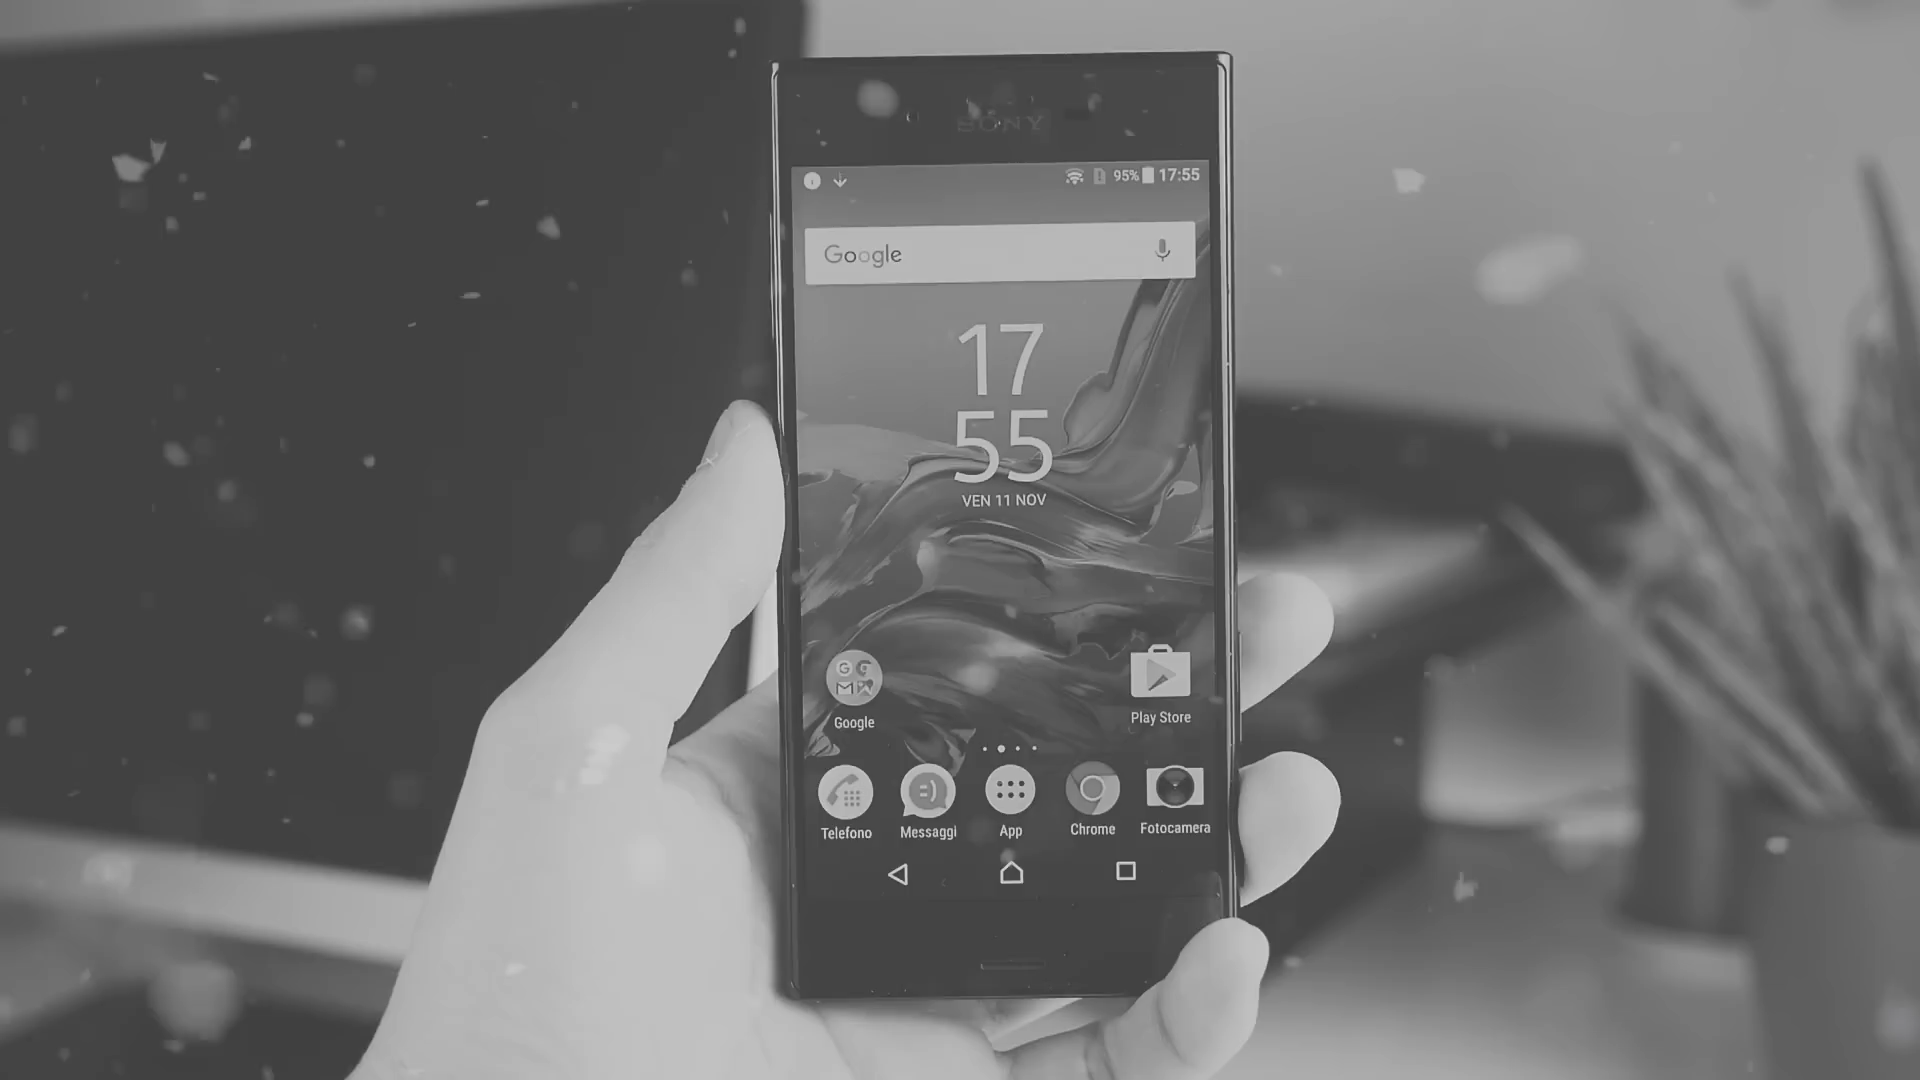 SONY
95% 17:55
Google
17
55
VEN 11 NOV
Google
Play Store
Telefono
Messaggi
App
Chrome
Fotocamera